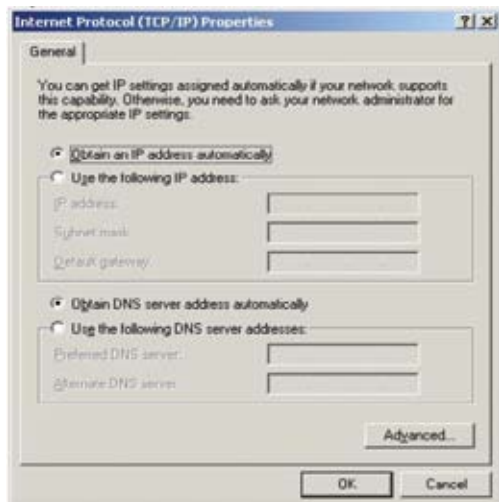 Internet Protocol (TCP/IP) Properties
General
You can get IP settings assigned automatically if your network supports
this capability. Otherwise, you need to ask your network administrator for
the appropriate IP settings.
Obtain an IP address automatically
Use the following IP address:
IP address:
Subnet mask:
Default gateway:
Obtain DNS server address automatically
Use the following DNS server addresses:
Preferred DNS server:
Alternate DNS server:
Advanced...
OK
Cancel